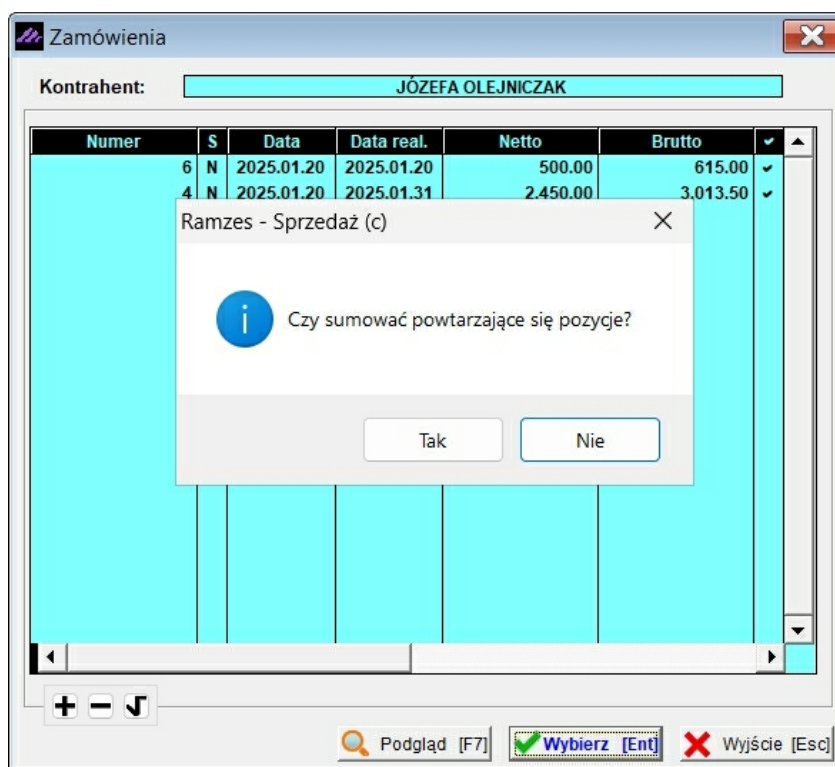 Zamówienia
Kontrahent: JÓZEFA OLEJNICZAK
Numer S Data Data real. Netto Brutto
6 N 2025.01.20 2025.01.20 500.00 615.00
4 N 2025.01.20 2025.01.31 2,450.00 3,013.50
Ramzes - Sprzedaż (c)
Czy sumować powtarzające się pozycje?
Tak Nie
Podgląd [F7] Wybierz [Ent] Wyjście [Esc]